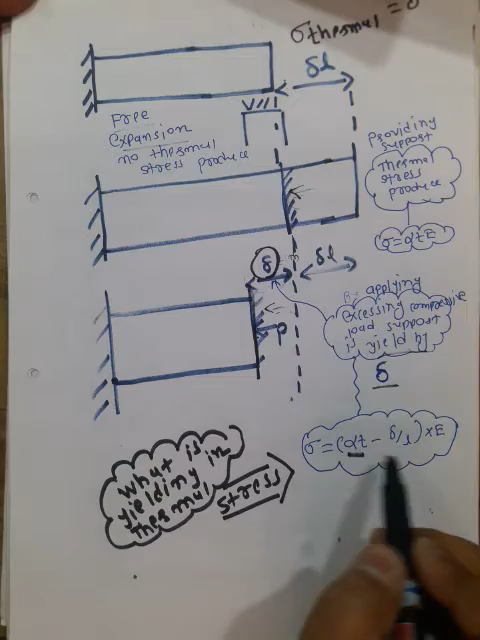 σthermal = 0
δl
Free
Expansion
no thermal
stress produce
Providing
support
Thermal
stress
produce
σ=αtE
δ
δl
P
By applying
Excessing compressive
load support
is yield by
δ
σ=(αt - δ/l)×E
What is
yielding in
thermal
stress